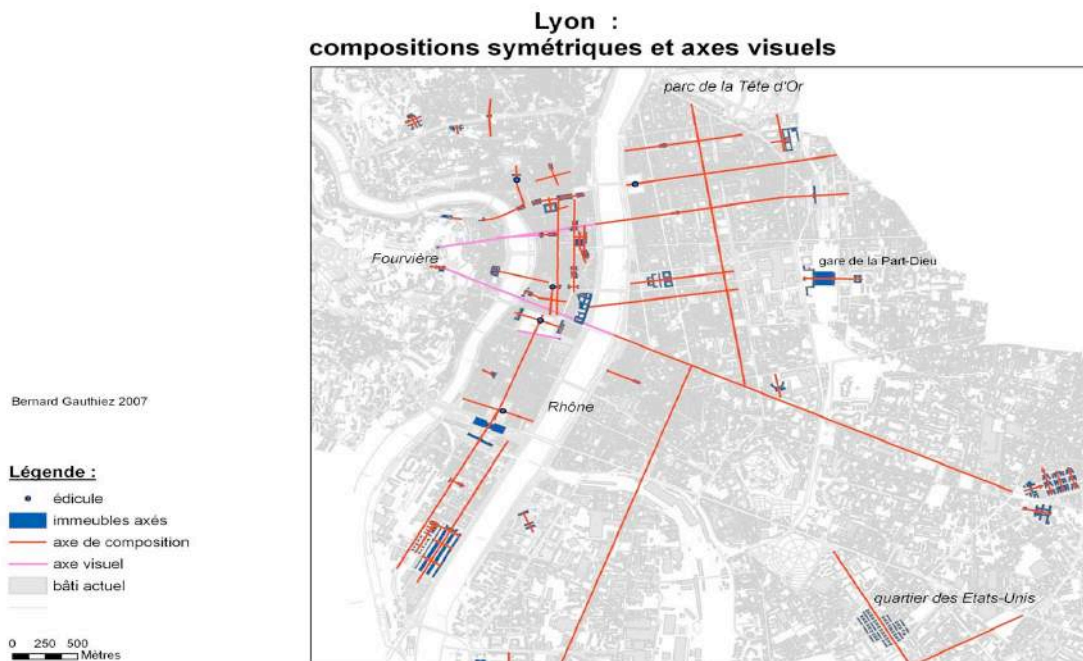 Lyon :
compositions symétriques et axes visuels
parc de la Tête d'Or
Fourvière
gare de la Part-Dieu
Rhône
quartier des Etats-Unis
Bernard Gauthiez 2007
Légende :
édicule
immeubles axés
axe de composition
axe visuel
bâti actuel
0 250 500
Mètres